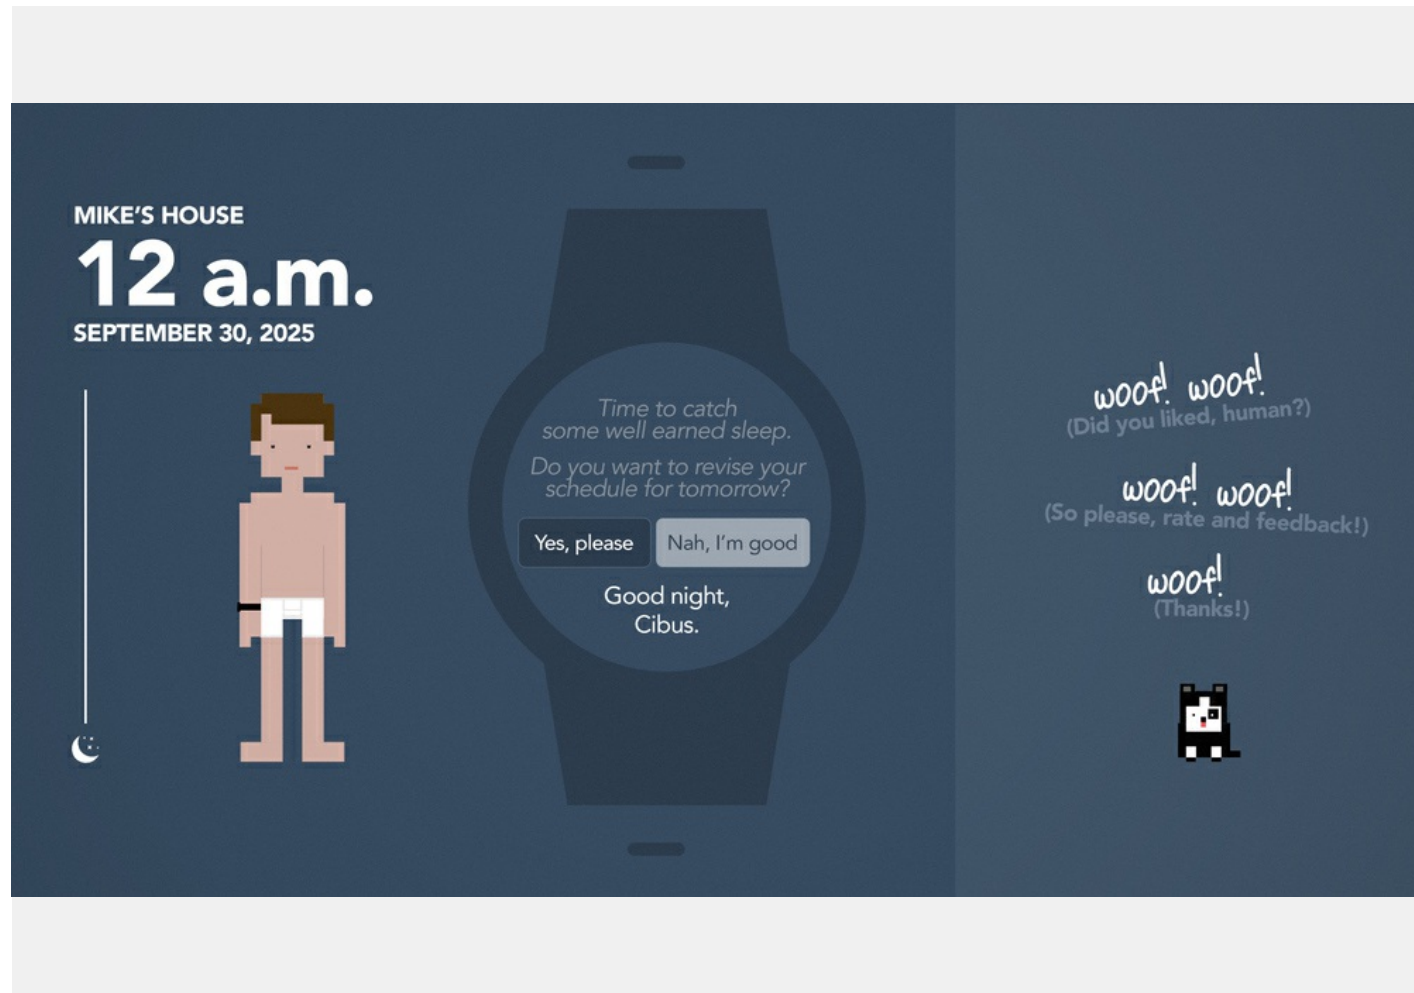 MIKE'S HOUSE
12 a.m.
SEPTEMBER 30, 2025
Time to catch
some well earned sleep.
Do you want to revise your
schedule for tomorrow?
Yes, please
Nah, I'm good
Good night,
Cibus.
woof! woof!
(Did you liked, human?)
woof! woof!
(So please, rate and feedback!)
woof!
(Thanks!)